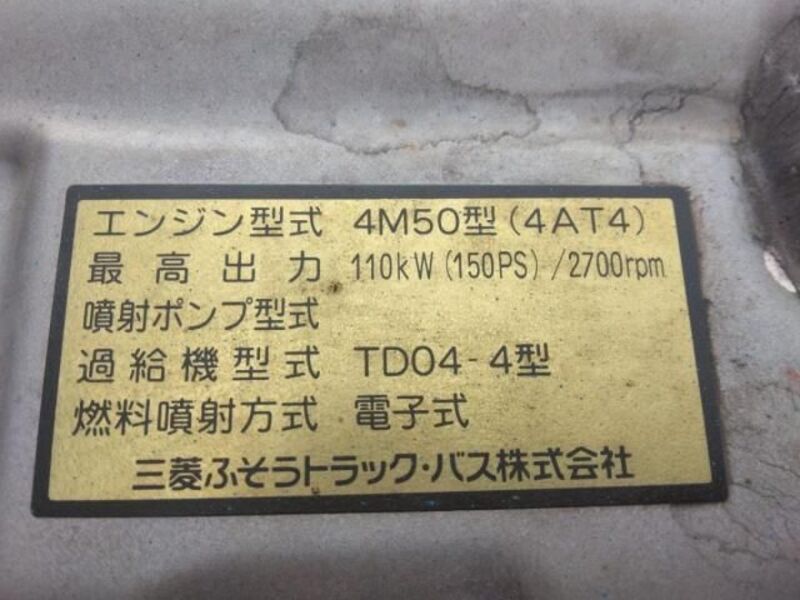 エンジン型式 4M50型(4AT4)
最高出力 110kW(150PS)/2700rpm
噴射ポンプ型式
過給機型式 TD04-4型
燃料噴射方式 電子式
三菱ふそうトラック・バス株式会社